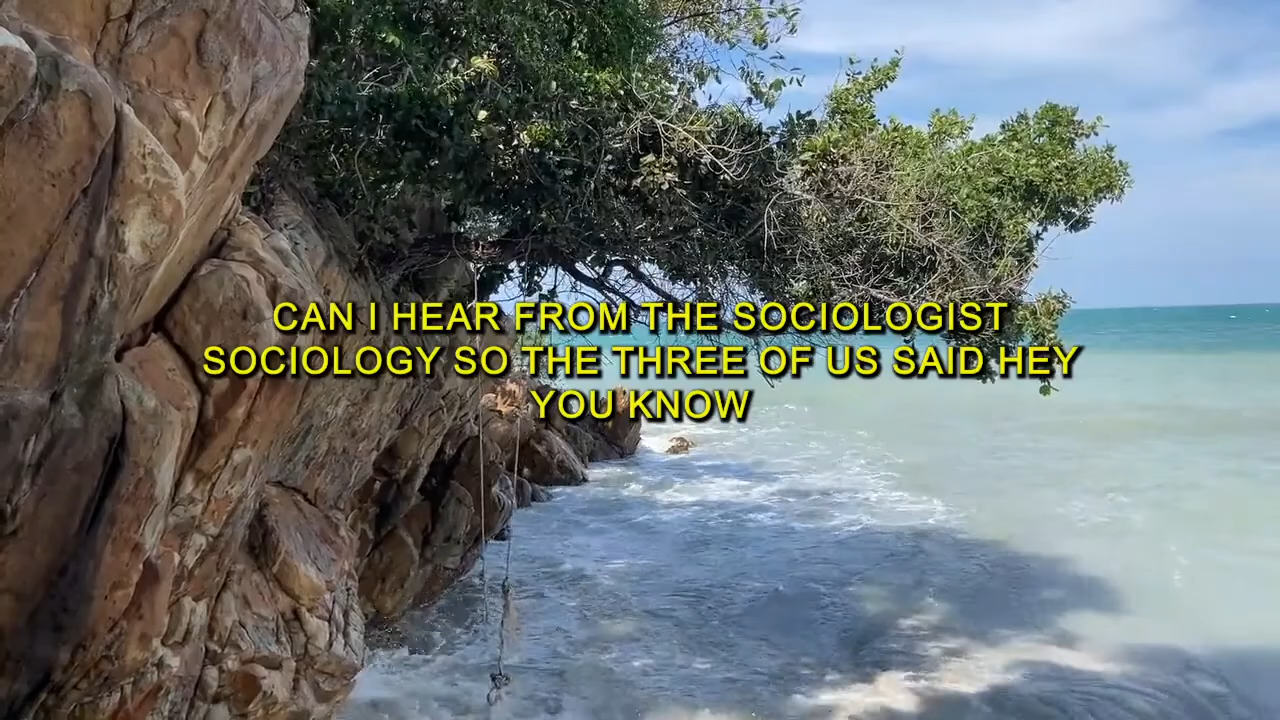 CAN I HEAR FROM THE SOCIOLOGIST
SOCIOLOGY SO THE THREE OF US SAID HEY
YOU KNOW